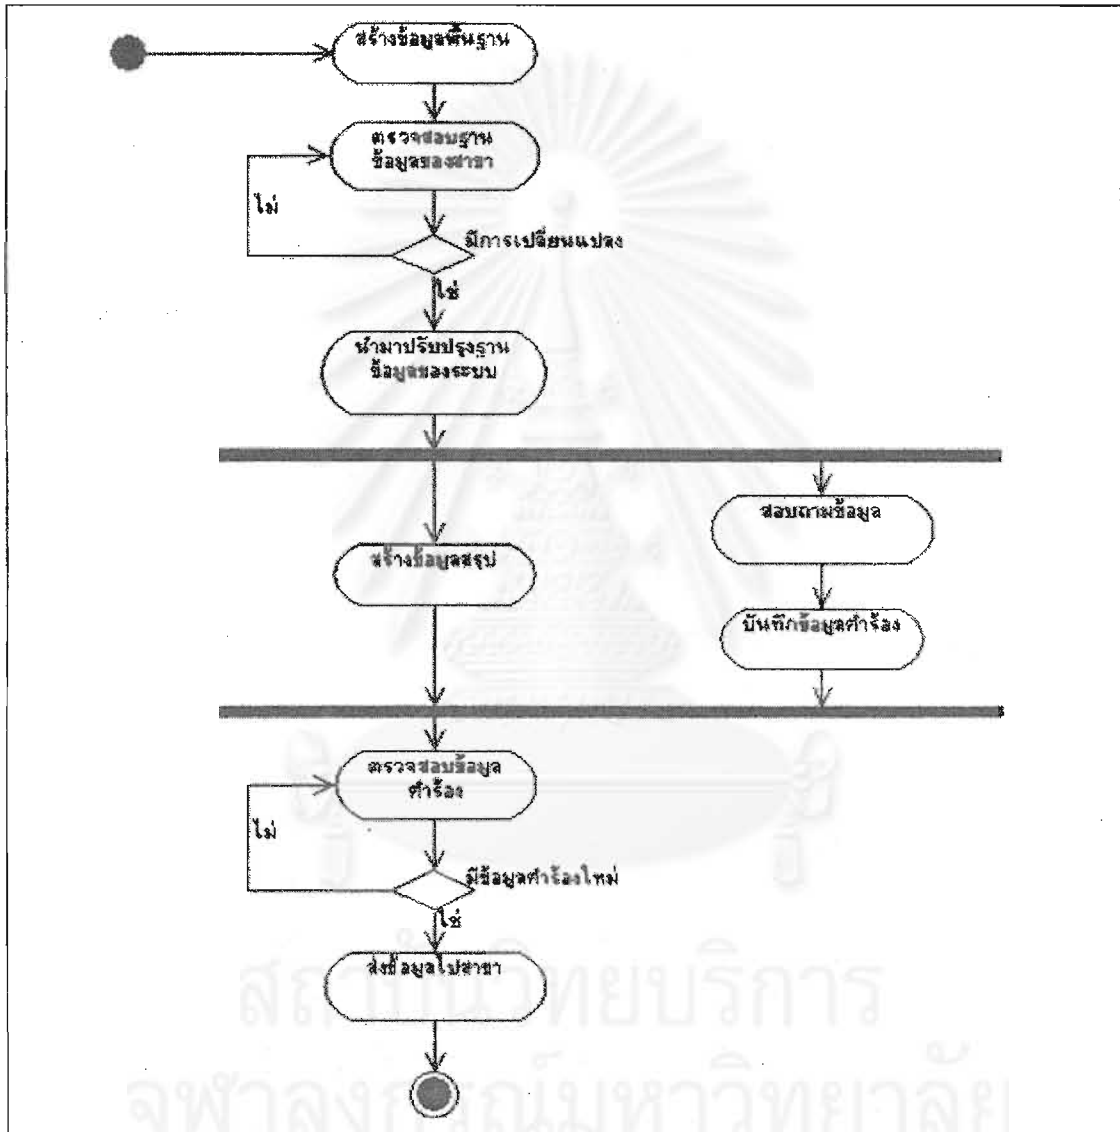 สร้างข้อมูลพื้นฐาน
ตรวจสอบฐาน
ข้อมูลของสาขา
ไม่
มีการเปลี่ยนแปลง
ใช่
นำมาปรับปรุงฐาน
ข้อมูลของระบบ
สอบถามข้อมูล
สร้างข้อมูลสรุป
บันทึกข้อมูลคำร้อง
ตรวจสอบข้อมูล
คำร้อง
ไม่
มีข้อมูลคำร้องใหม่
ใช่
ส่งข้อมูลไปสาขา
สถาบันวิทยบริการ
จุฬาลงกรณ์มหาวิทยาลัย